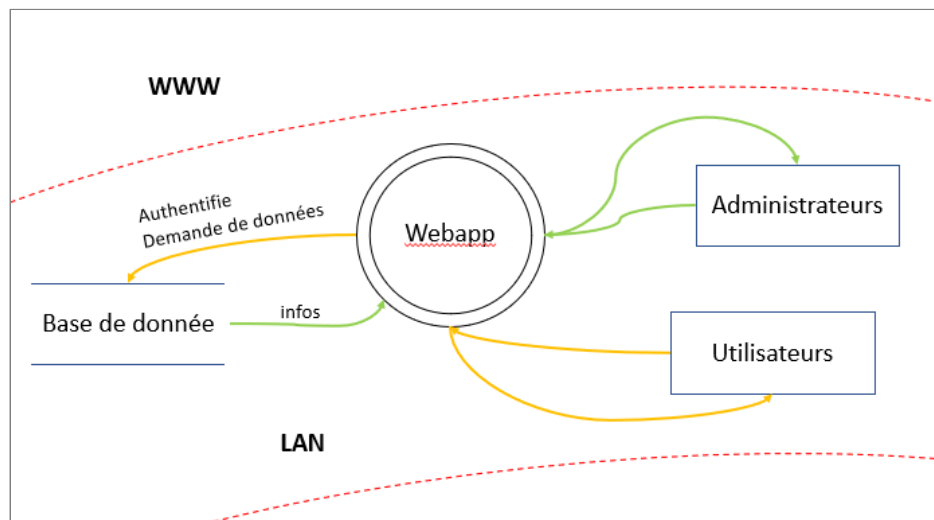 WWW
Authentifie
Demande de données
Webapp
Administrateurs
Base de donnée
infos
Utilisateurs
LAN